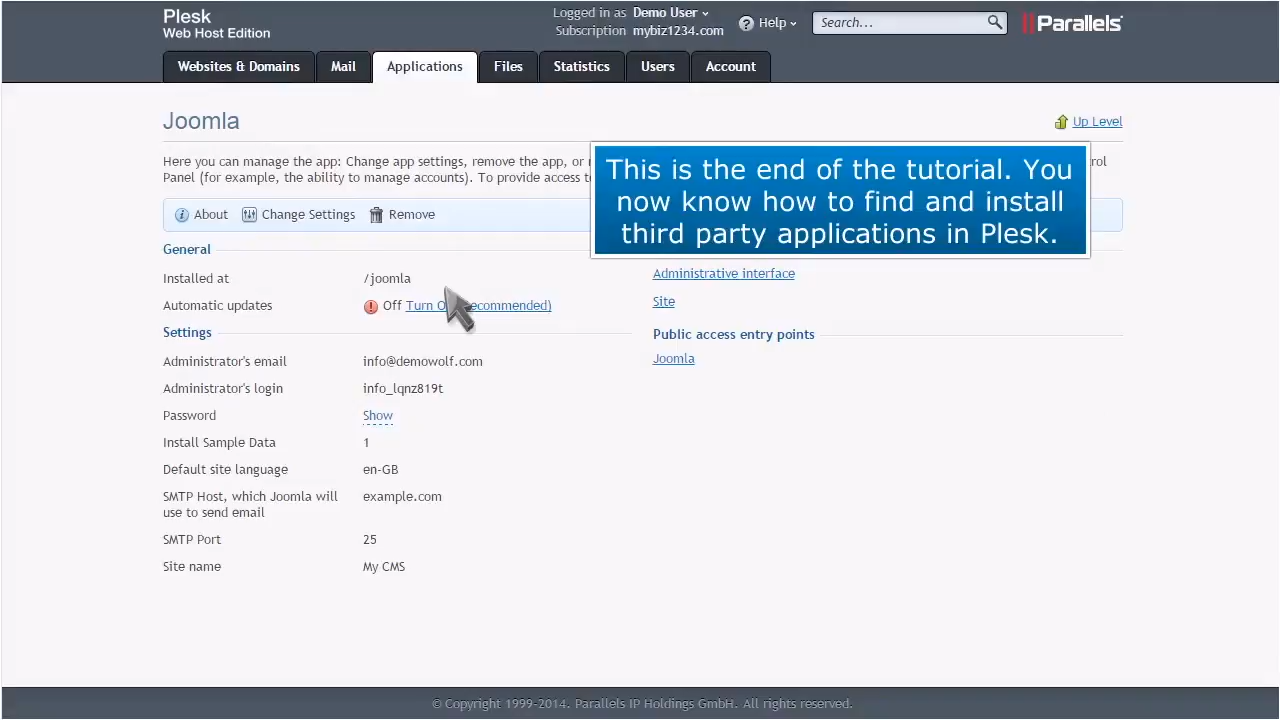 Plesk
Web Host Edition
Logged in as Demo User
Subscription mybiz1234.com
? Help
Search...
Parallels
Websites & Domains Mail Applications Files Statistics Users Account
Joomla
Up Level
Here you can manage the app: Change app settings, remove the app, or
Panel (for example, the ability to manage accounts). To provide access
This is the end of the tutorial. You
now know how to find and install
third party applications in Plesk.
About Change Settings Remove
General
Installed at /joomla
Automatic updates Off Turn
Settings
Administrator's email info@demowolf.com
Administrator's login info_lqnz819t
Password Show
Install Sample Data 1
Default site language en-GB
SMTP Host, which Joomla will example.com
use to send email
SMTP Port 25
Site name My CMS
Administrative interface
Site
Public access entry points
Joomla
© Copyright 1999-2014. Parallels IP Holdings GmbH. All rights reserved.